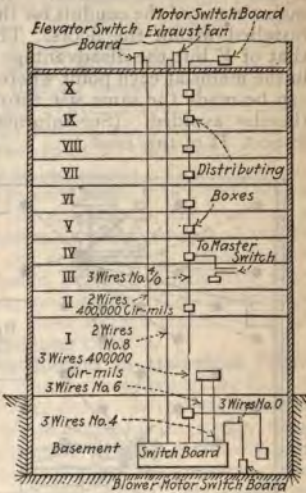 Motor Switch Board
Elevator Switch
Board
Exhaust Fan
X
IX
VIII
VII
Distributing
VI
Boxes
V
IV
To Master
Switch
III
3 Wires No. 4/0
II
2 Wires
400,000 Cir-mils
I
2 Wires
No. 8
3 Wires 400,000
Cir-mils
3 Wires No. 6
3 Wires No. 0
3 Wires No. 4
Basement
Switch Board
Blower Motor Switch Board